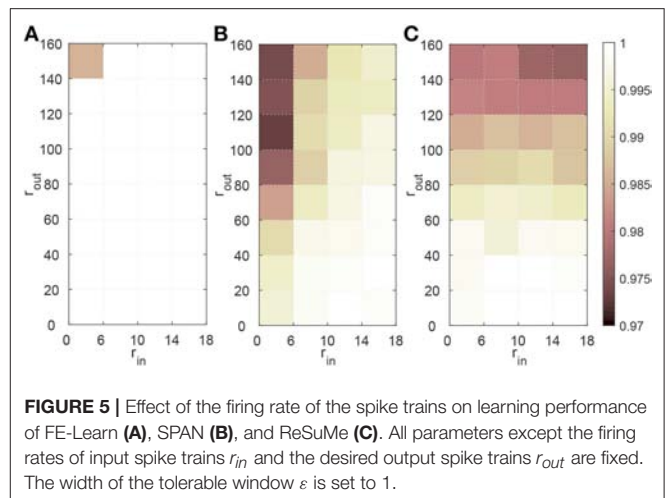 A
B
C
160
140
120
100
80
60
40
20
0
r_out
0 6 10 14 18
r_in
160
140
120
100
80
60
40
20
0
r_out
0 6 10 14 18
r_in
160
140
120
100
80
60
40
20
0
r_out
0 6 10 14 18
r_in
1
0.995
0.99
0.985
0.98
0.975
0.97
FIGURE 5 | Effect of the firing rate of the spike trains on learning performance
of FE-Learn (A), SPAN (B), and ReSuMe (C). All parameters except the firing
rates of input spike trains r_in and the desired output spike trains r_out are fixed.
The width of the tolerable window ε is set to 1.